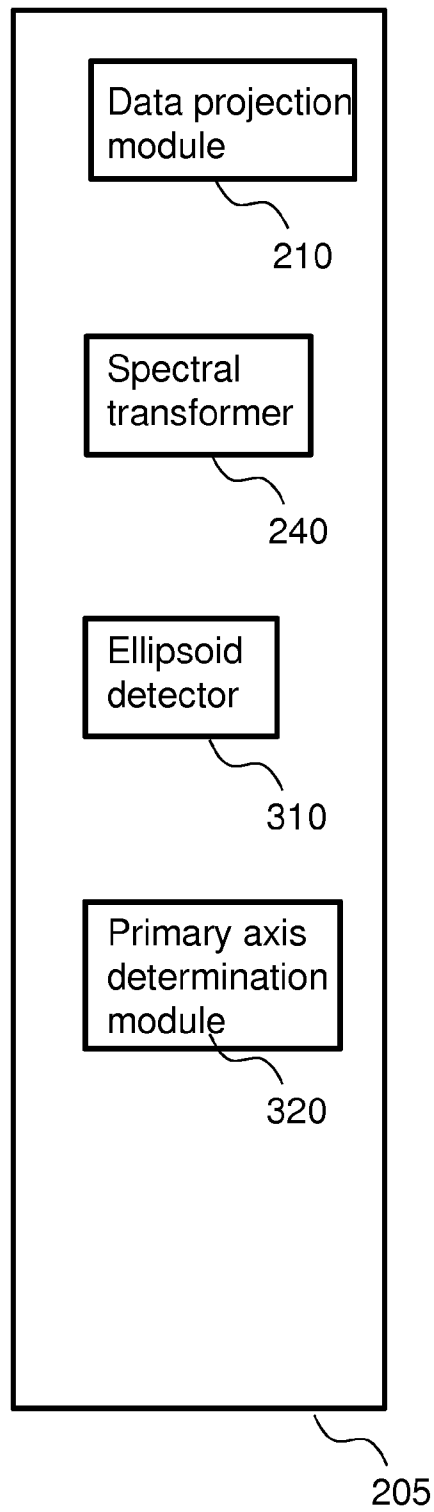 Data projection
module
210
Spectral
transformer
240
Ellipsoid
detector
310
Primary axis
determination
module
320
205